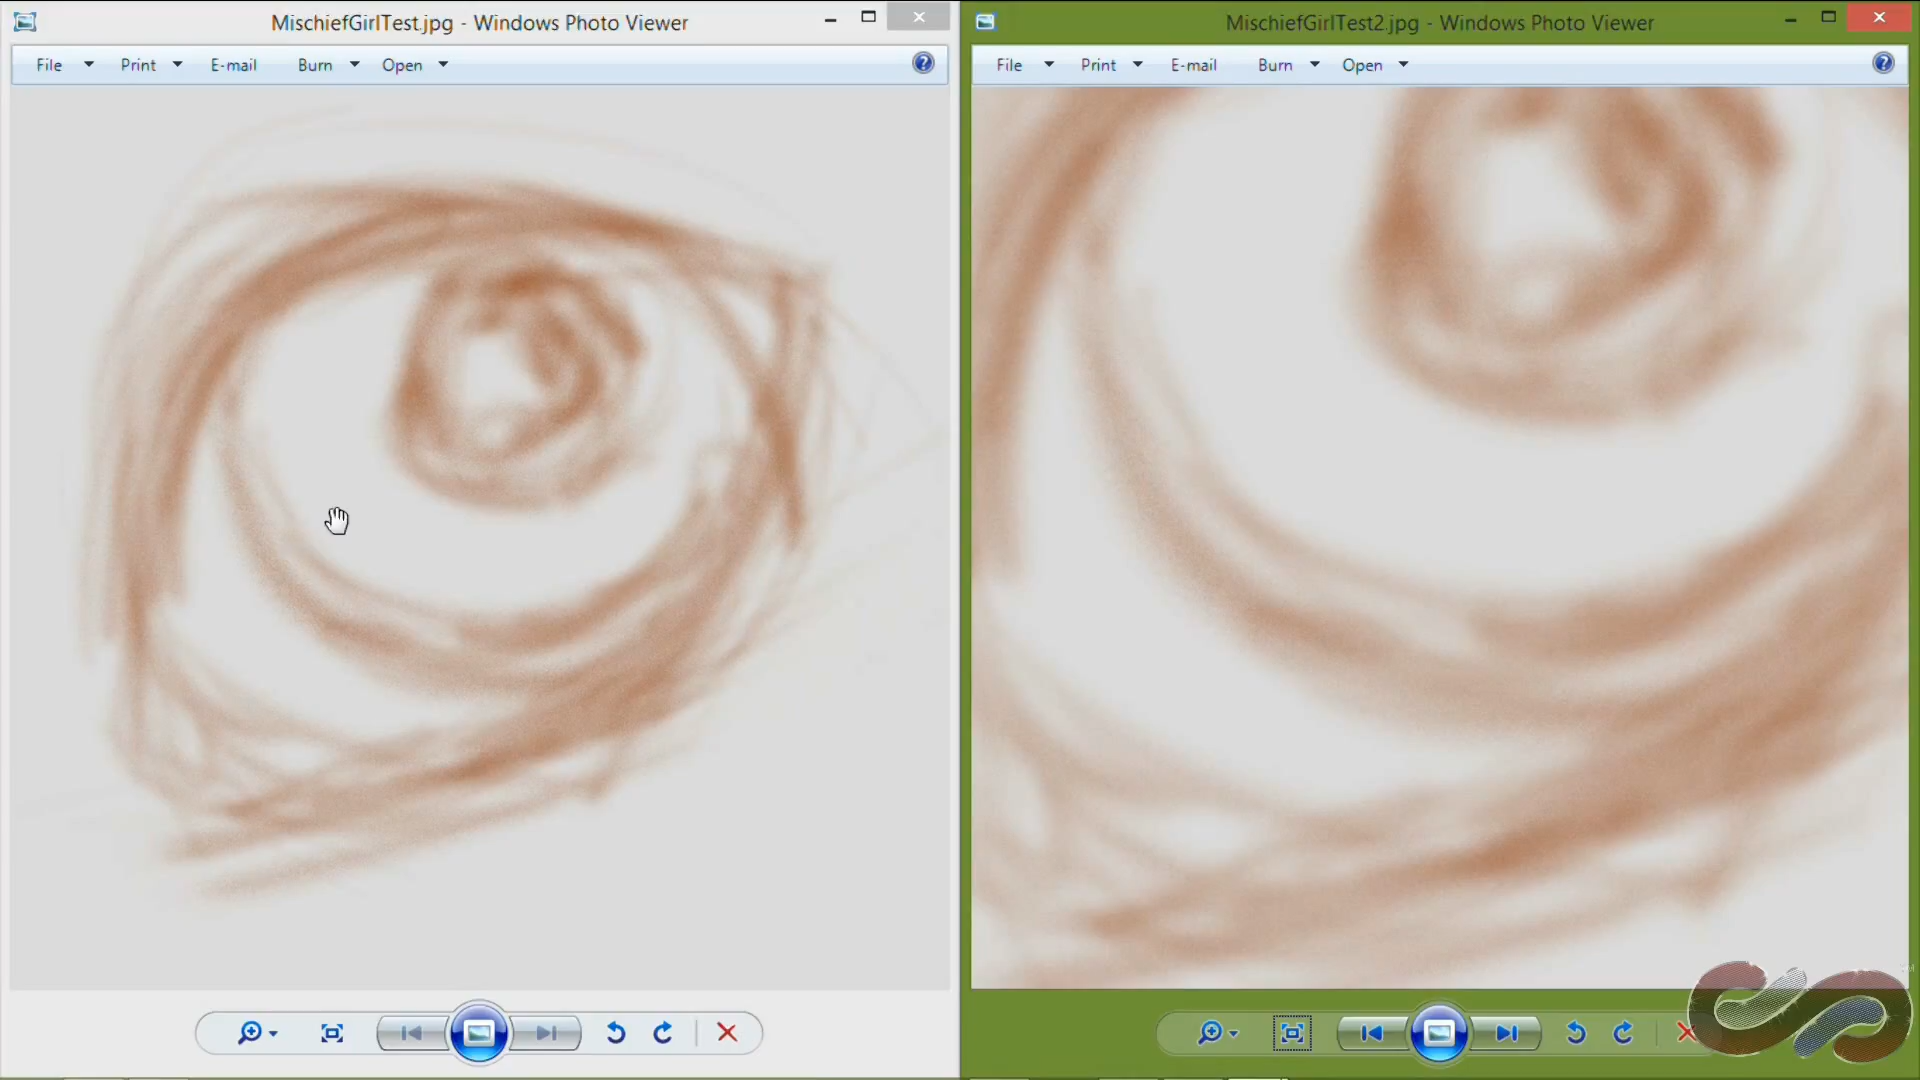 MischiefGirlTest.jpg - Windows Photo Viewer
File Print E-mail Burn Open
MischiefGirlTest2.jpg - Windows Photo Viewer
File Print E-mail Burn Open